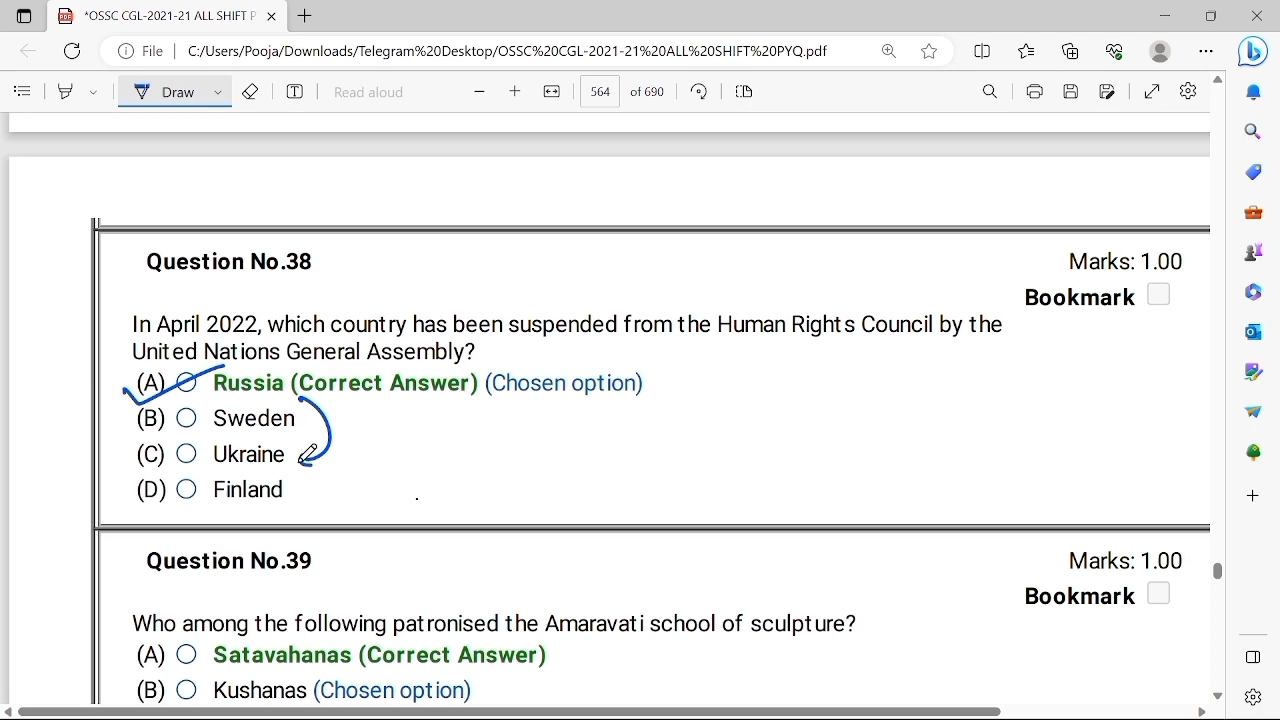 *OSSC CGL-2021-21 ALL SHIFT P
File
C:/Users/Pooja/Downloads/Telegram%20Desktop/OSSC%20CGL-2021-21%20ALL%20SHIFT%20PYQ.pdf
Draw
Read aloud
564
of 690
Question No.38
Marks: 1.00
Bookmark
In April 2022, which country has been suspended from the Human Rights Council by the
United Nations General Assembly?
(A) Russia (Correct Answer) (Chosen option)
(B) Sweden
(C) Ukraine
(D) Finland
Question No.39
Marks: 1.00
Bookmark
Who among the following patronised the Amaravati school of sculpture?
(A) Satavahanas (Correct Answer)
(B) Kushanas (Chosen option)